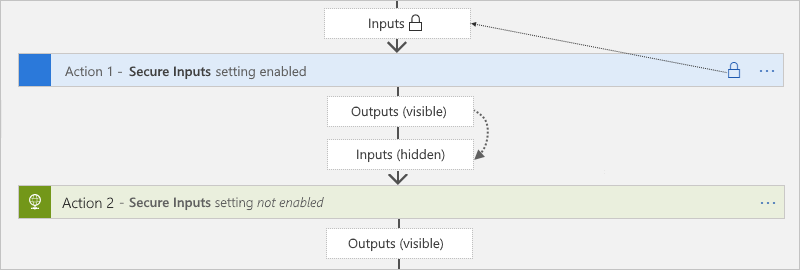 Inputs
Action 1 - Secure Inputs setting enabled
Outputs (visible)
Inputs (hidden)
Action 2 - Secure Inputs setting not enabled
Outputs (visible)